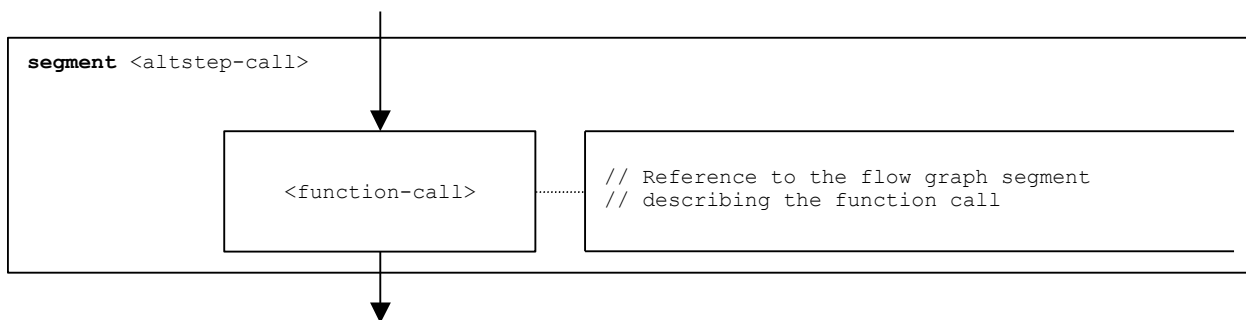 segment <altstep-call>
<function-call>
// Reference to the flow graph segment
// describing the function call